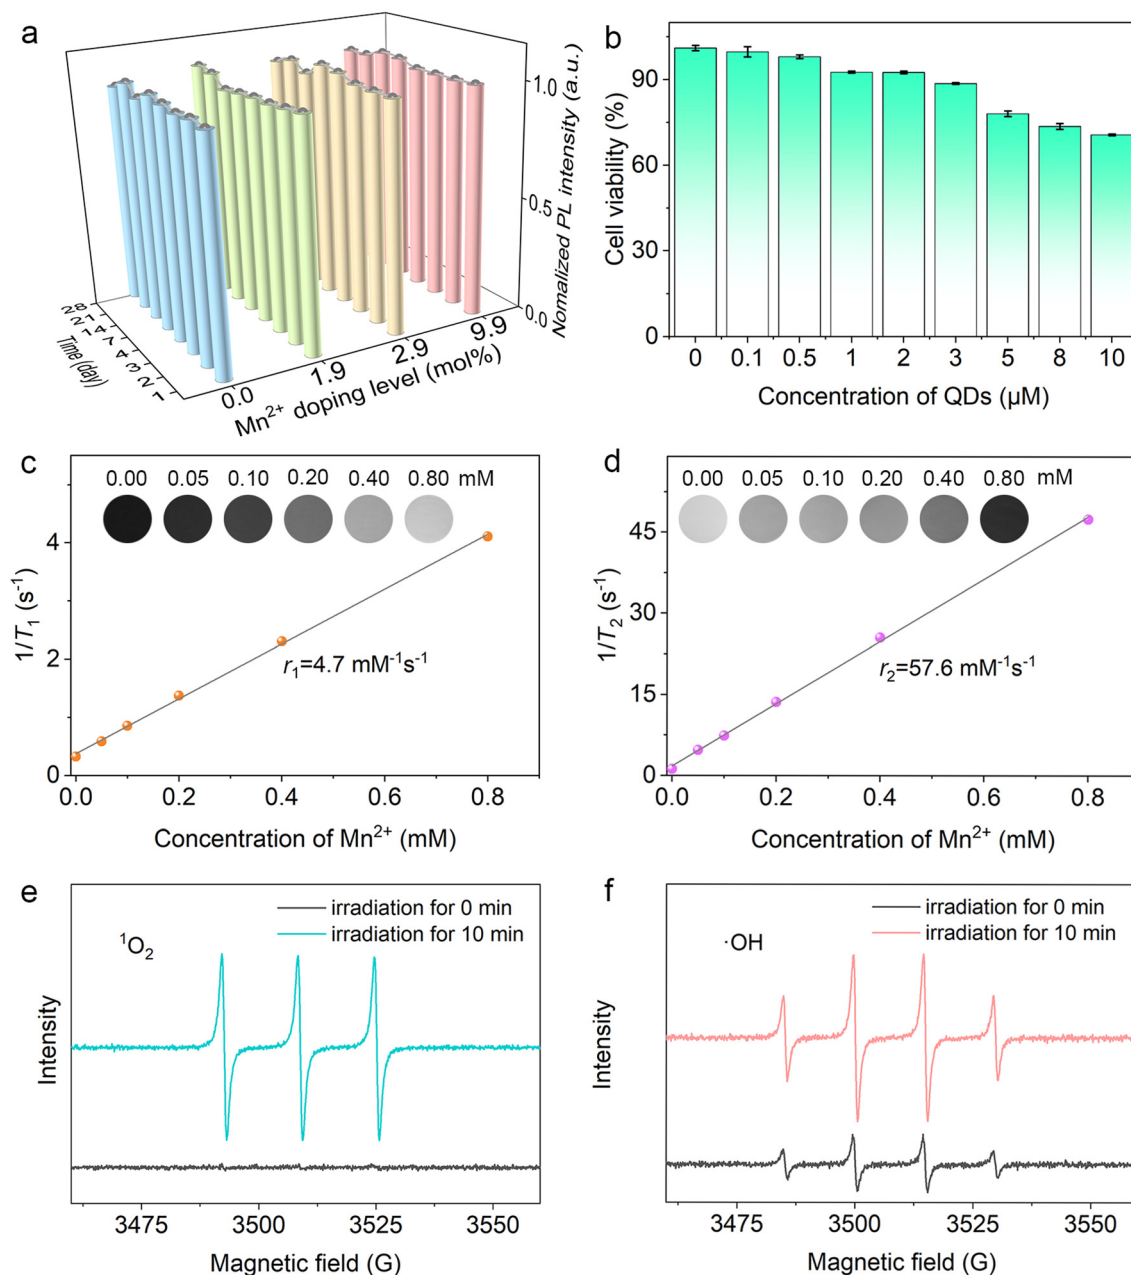 a
Nomalized PL intensity (a.u.)
1.0
0.5
0.0
Time (day)
28
21
14
7
4
3
2
1
0.0
1.9
2.9
9.9
Mn²⁺ doping level (mol%)
b
Cell viability (%)
90
60
30
0
0 0.1 0.5 1 2 3 5 8 10
Concentration of QDs (µM)
c
0.00 0.05 0.10 0.20 0.40 0.80 mM
1/T₁ (s⁻¹)
4
2
0
r₁=4.7 mM⁻¹s⁻¹
0.0 0.2 0.4 0.6 0.8
Concentration of Mn²⁺ (mM)
d
0.00 0.05 0.10 0.20 0.40 0.80 mM
1/T₂ (s⁻¹)
45
30
15
0
r₂=57.6 mM⁻¹s⁻¹
0.0 0.2 0.4 0.6 0.8
Concentration of Mn²⁺ (mM)
e
irradiation for 0 min
irradiation for 10 min
¹O₂
Intensity
3475 3500 3525 3550
Magnetic field (G)
f
irradiation for 0 min
irradiation for 10 min
·OH
Intensity
3475 3500 3525 3550
Magnetic field (G)